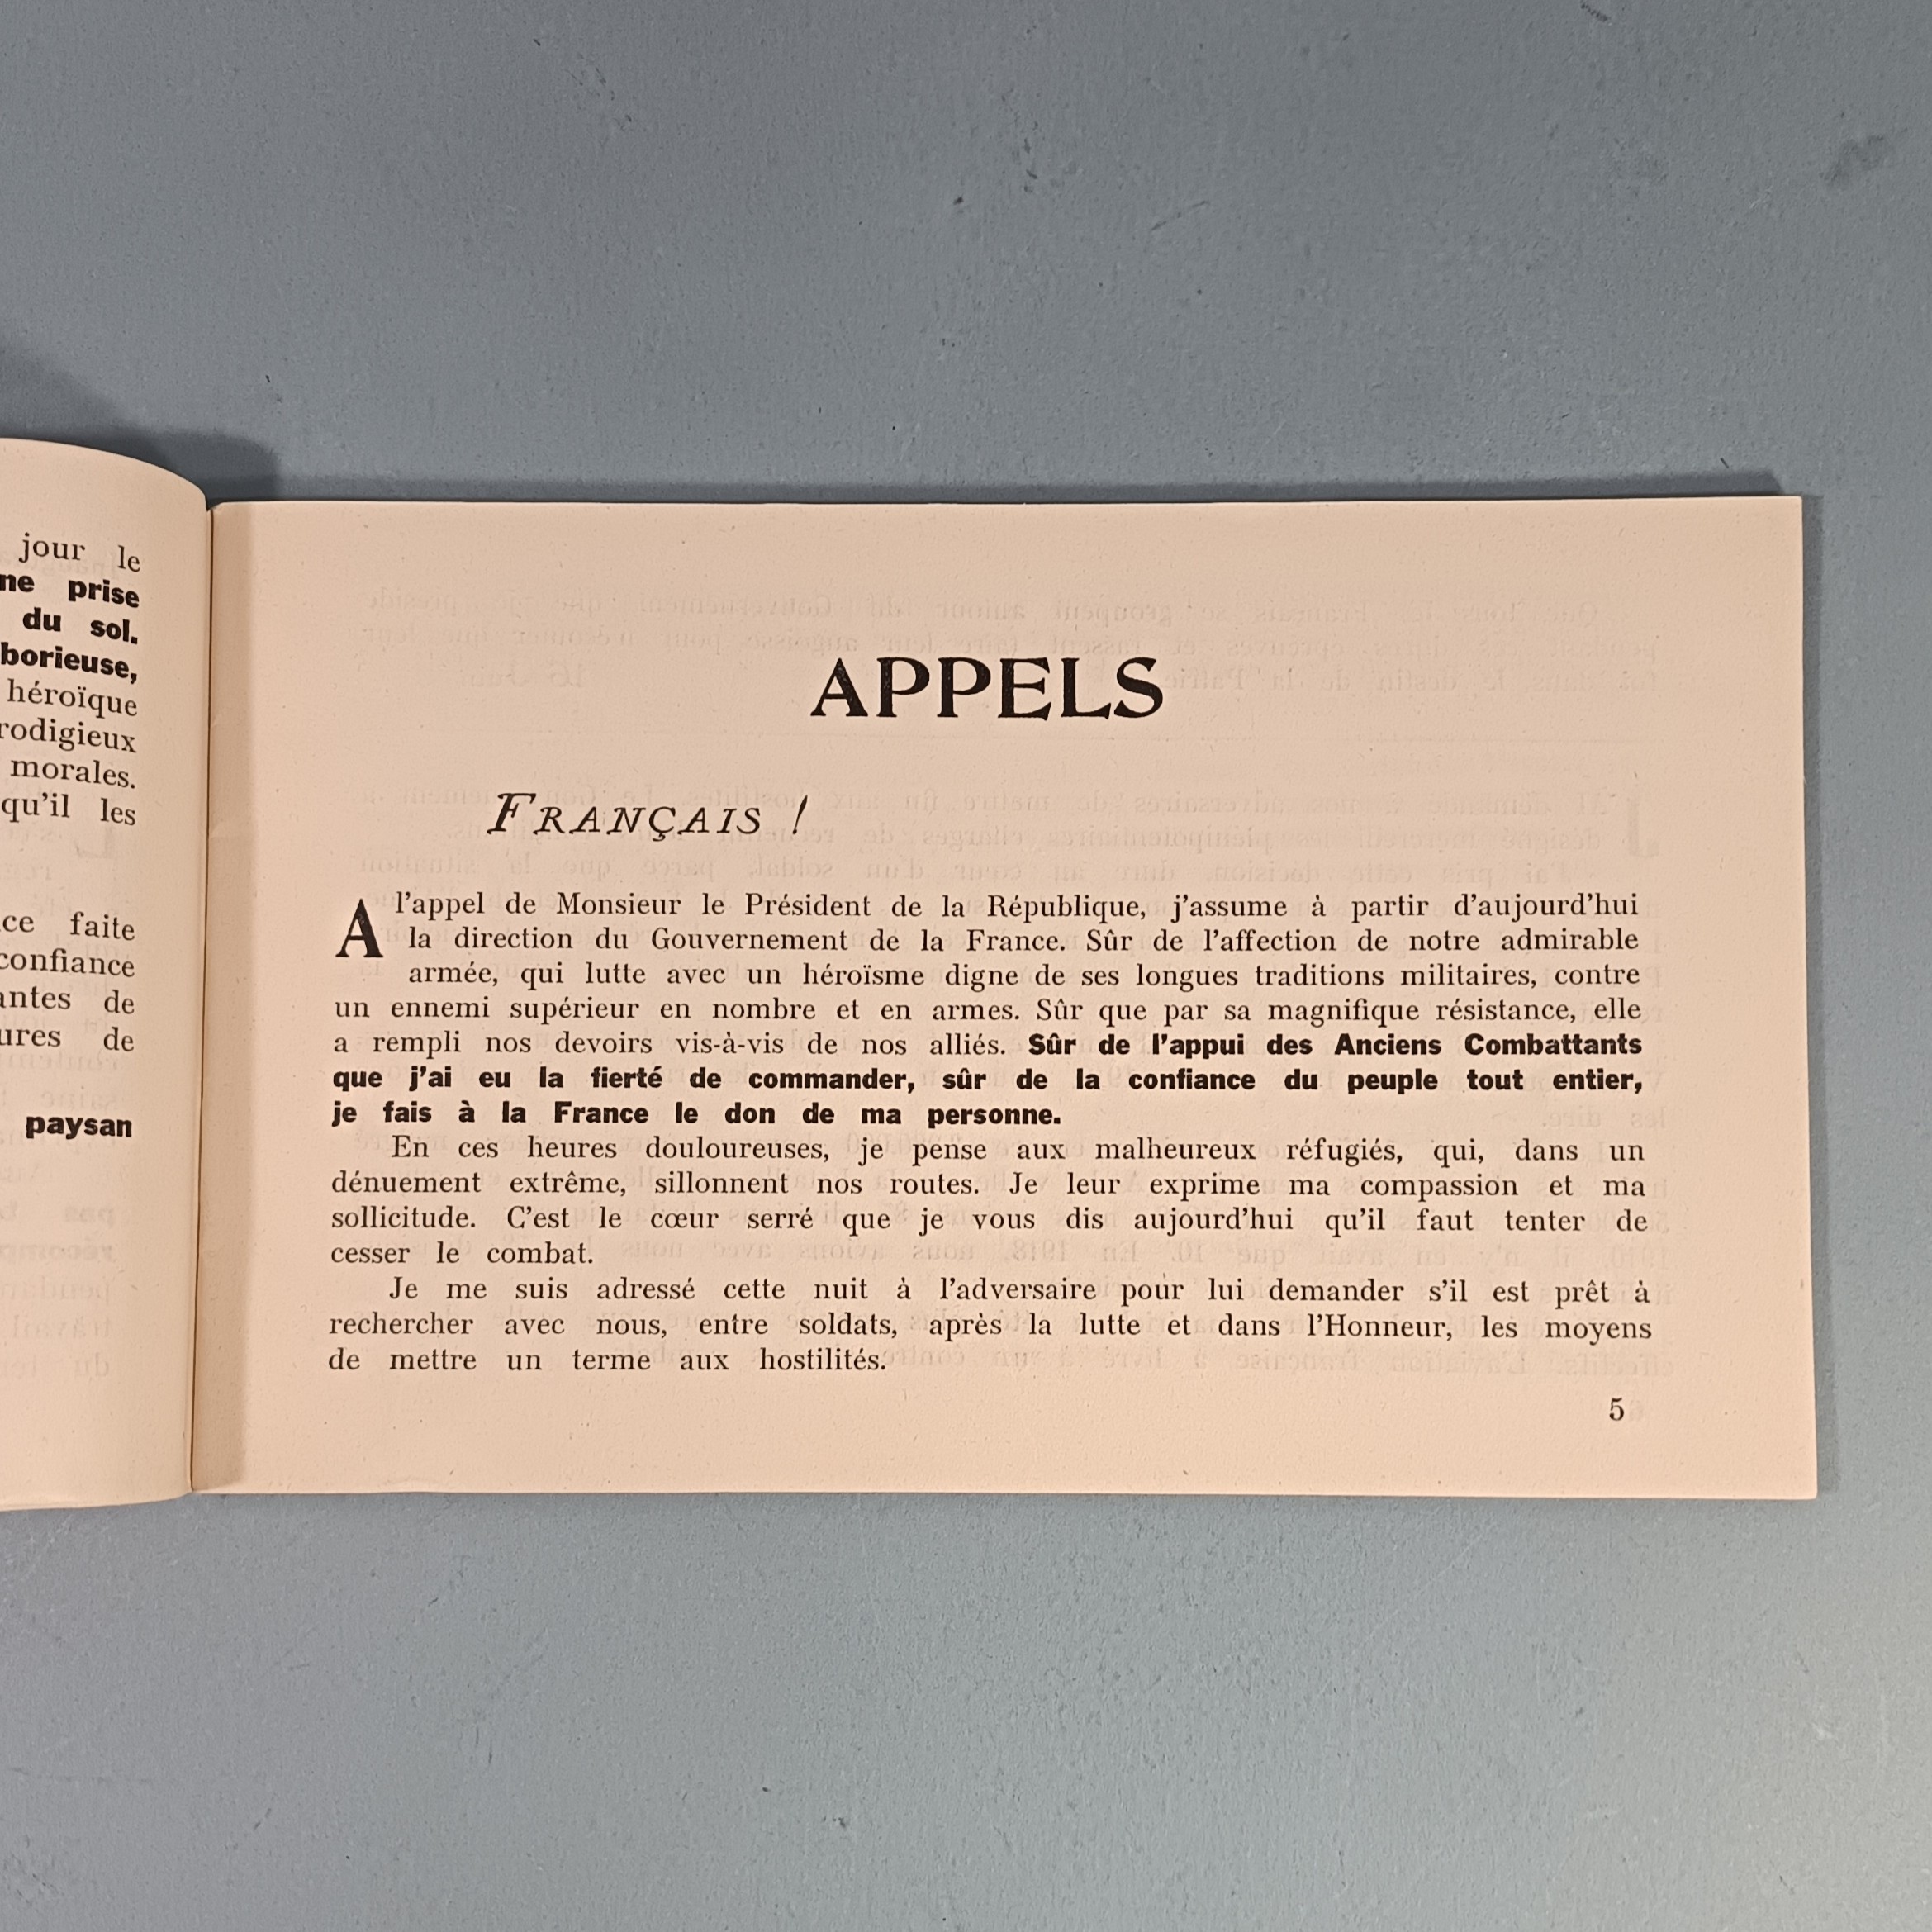 jour le
prise
du sol.
héroïque
morales.
qu'il les
faite
confiance
de
de
paysan
APPELS
FRANÇAIS !
A l'appel de Monsieur le Président de la République, j'assume à partir d'aujourd'hui
la direction du Gouvernement de la France. Sûr de l'affection de notre admirable
armée, qui lutte avec un héroïsme digne de ses longues traditions militaires, contre
un ennemi supérieur en nombre et en armes. Sûr que par sa magnifique résistance, elle
a rempli nos devoirs vis-à-vis de nos alliés. Sûr de l'appui des Anciens Combattants
que j'ai eu la fierté de commander, sûr de la confiance du peuple tout entier,
je fais à la France le don de ma personne.
En ces heures douloureuses, je pense aux malheureux réfugiés, qui, dans un
dénuement extrême, sillonnent nos routes. Je leur exprime ma compassion et ma
sollicitude. C'est le cœur serré que je vous dis aujourd'hui qu'il faut tenter de
cesser le combat.
Je me suis adressé cette nuit à l'adversaire pour lui demander s'il est prêt à
rechercher avec nous, entre soldats, après la lutte et dans l'Honneur, les moyens
de mettre un terme aux hostilités.
5